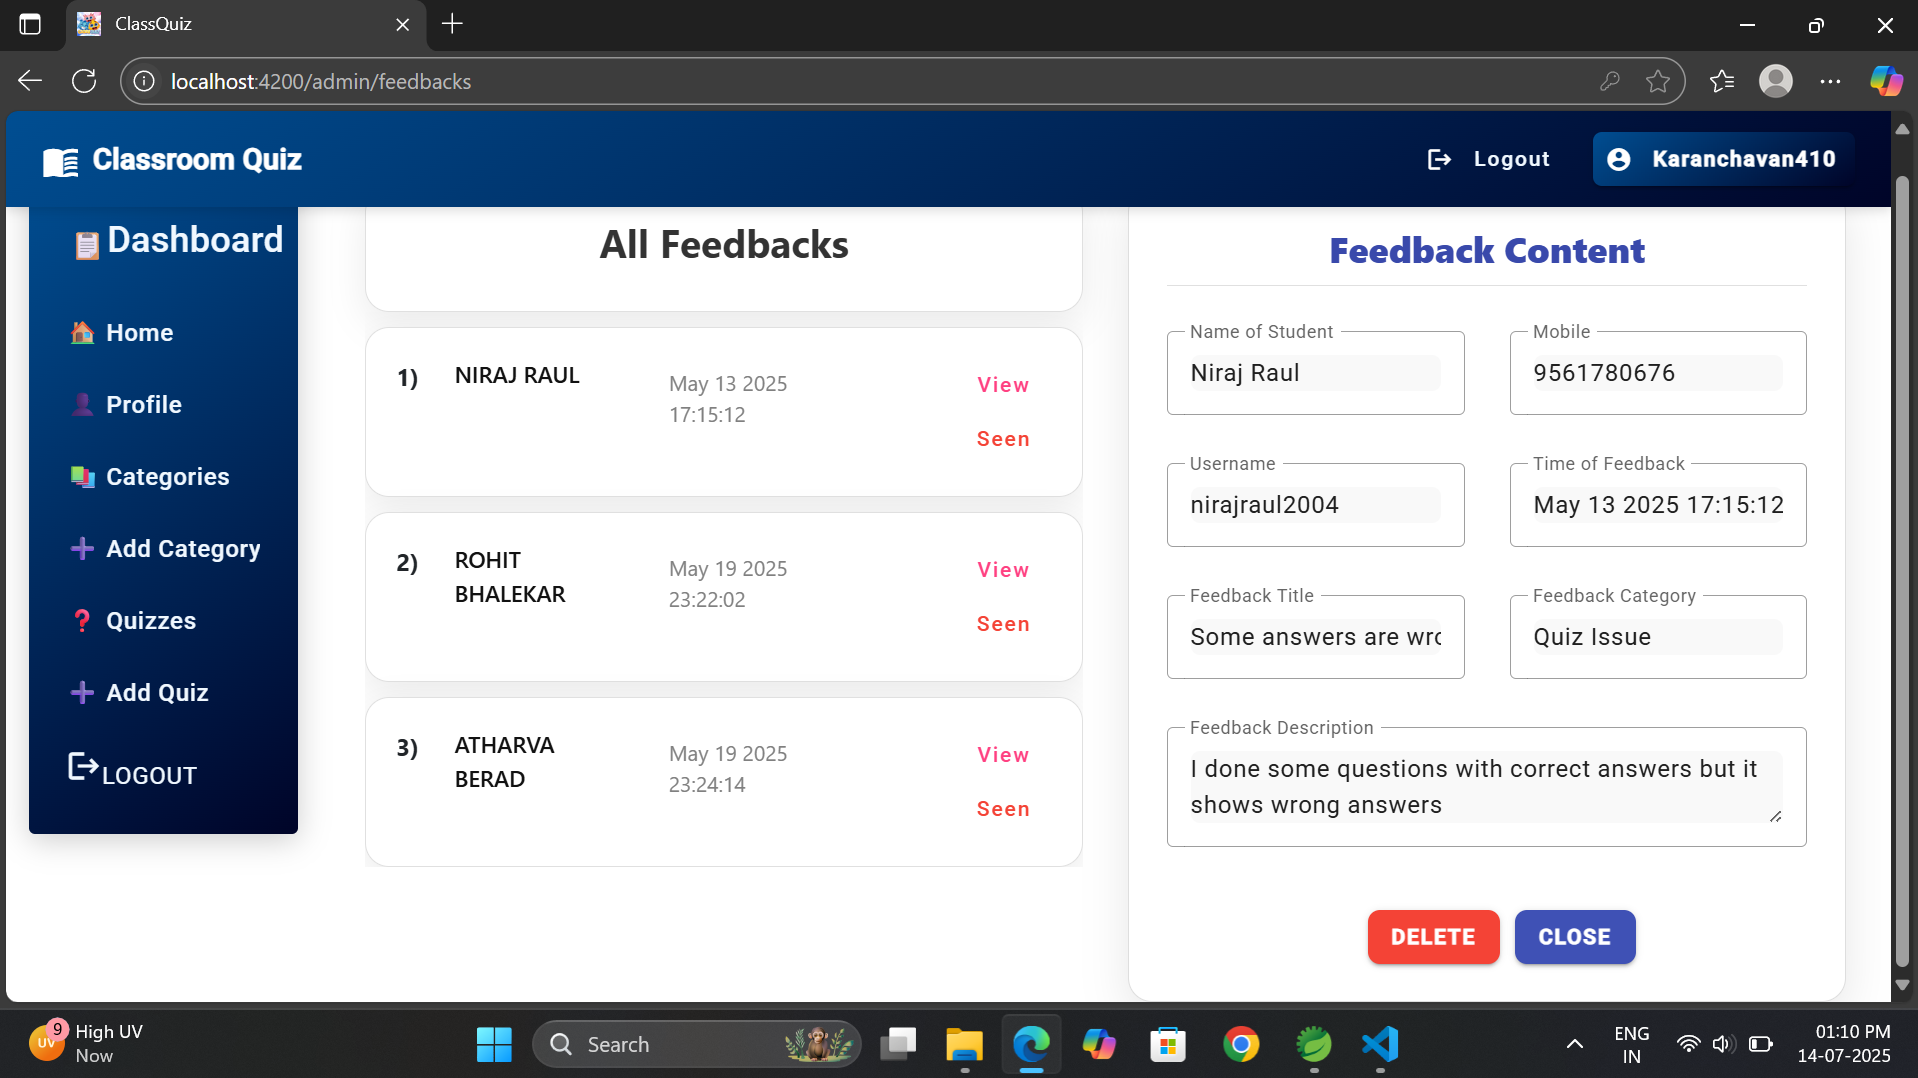 ClassQuiz
localhost:4200/admin/feedbacks
Classroom Quiz
Logout
Karanchavan410
Dashboard
Home
Profile
Categories
Add Category
Quizzes
Add Quiz
LOGOUT
All Feedbacks
1)
NIRAJ RAUL
May 13 2025
17:15:12
View
Seen
2)
ROHIT
BHALEKAR
May 19 2025
23:22:02
View
Seen
3)
ATHARVA
BERAD
May 19 2025
23:24:14
View
Seen
Feedback Content
Name of Student
Niraj Raul
Mobile
9561780676
Username
nirajraul2004
Time of Feedback
May 13 2025 17:15:12
Feedback Title
Some answers are wro
Feedback Category
Quiz Issue
Feedback Description
I done some questions with correct answers but it
shows wrong answers
DELETE
CLOSE
UV
9
High UV
Now
Search
ENG
IN
01:10 PM
14-07-2025